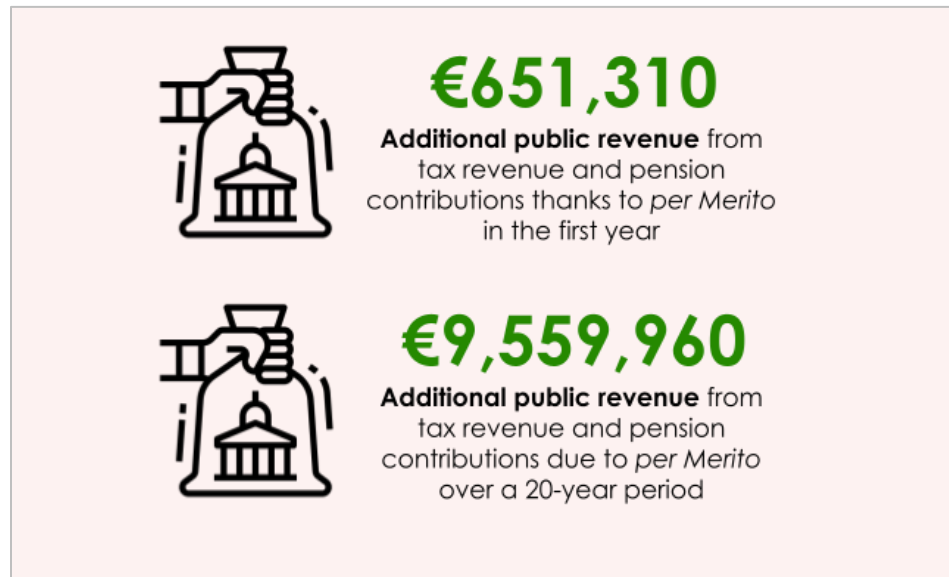 €651,310
Additional public revenue from
tax revenue and pension
contributions thanks to per Merito
in the first year
€9,559,960
Additional public revenue from
tax revenue and pension
contributions due to per Merito
over a 20-year period